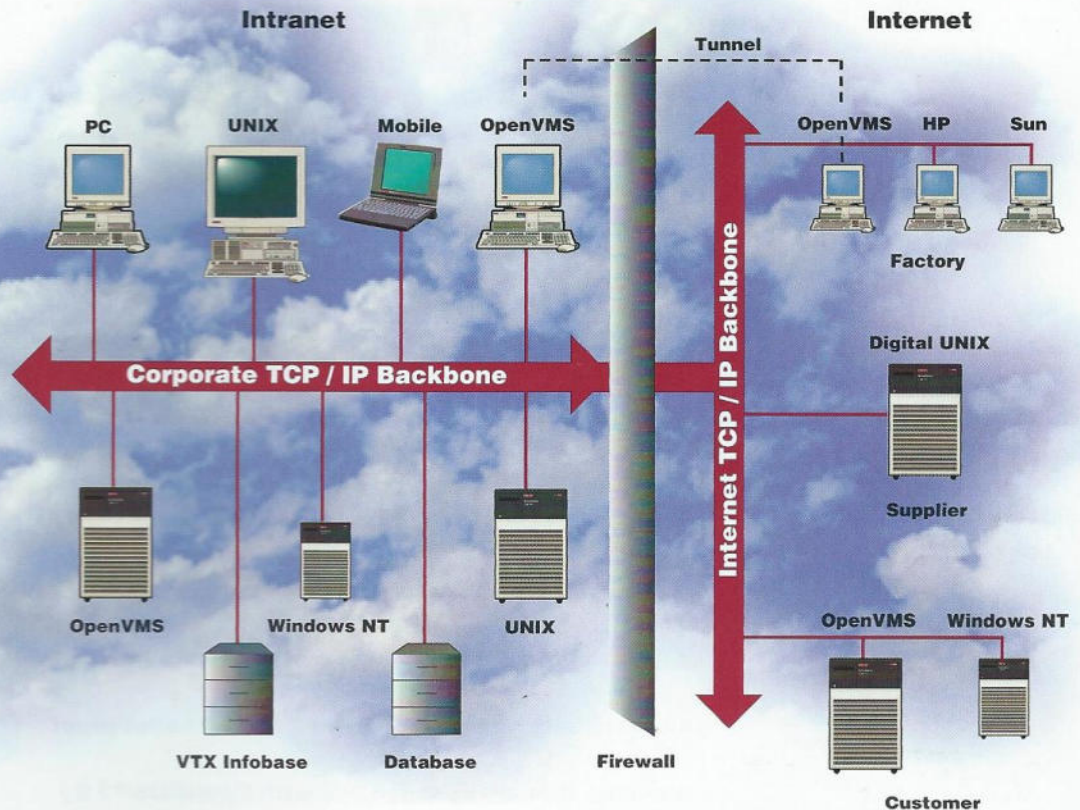 Intranet
Internet
Tunnel
PC
UNIX
Mobile
OpenVMS
OpenVMS
HP
Sun
Factory
Corporate TCP / IP Backbone
Internet TCP / IP Backbone
Digital UNIX
Supplier
OpenVMS
Windows NT
UNIX
OpenVMS
Windows NT
VTX Infobase
Database
Firewall
Customer